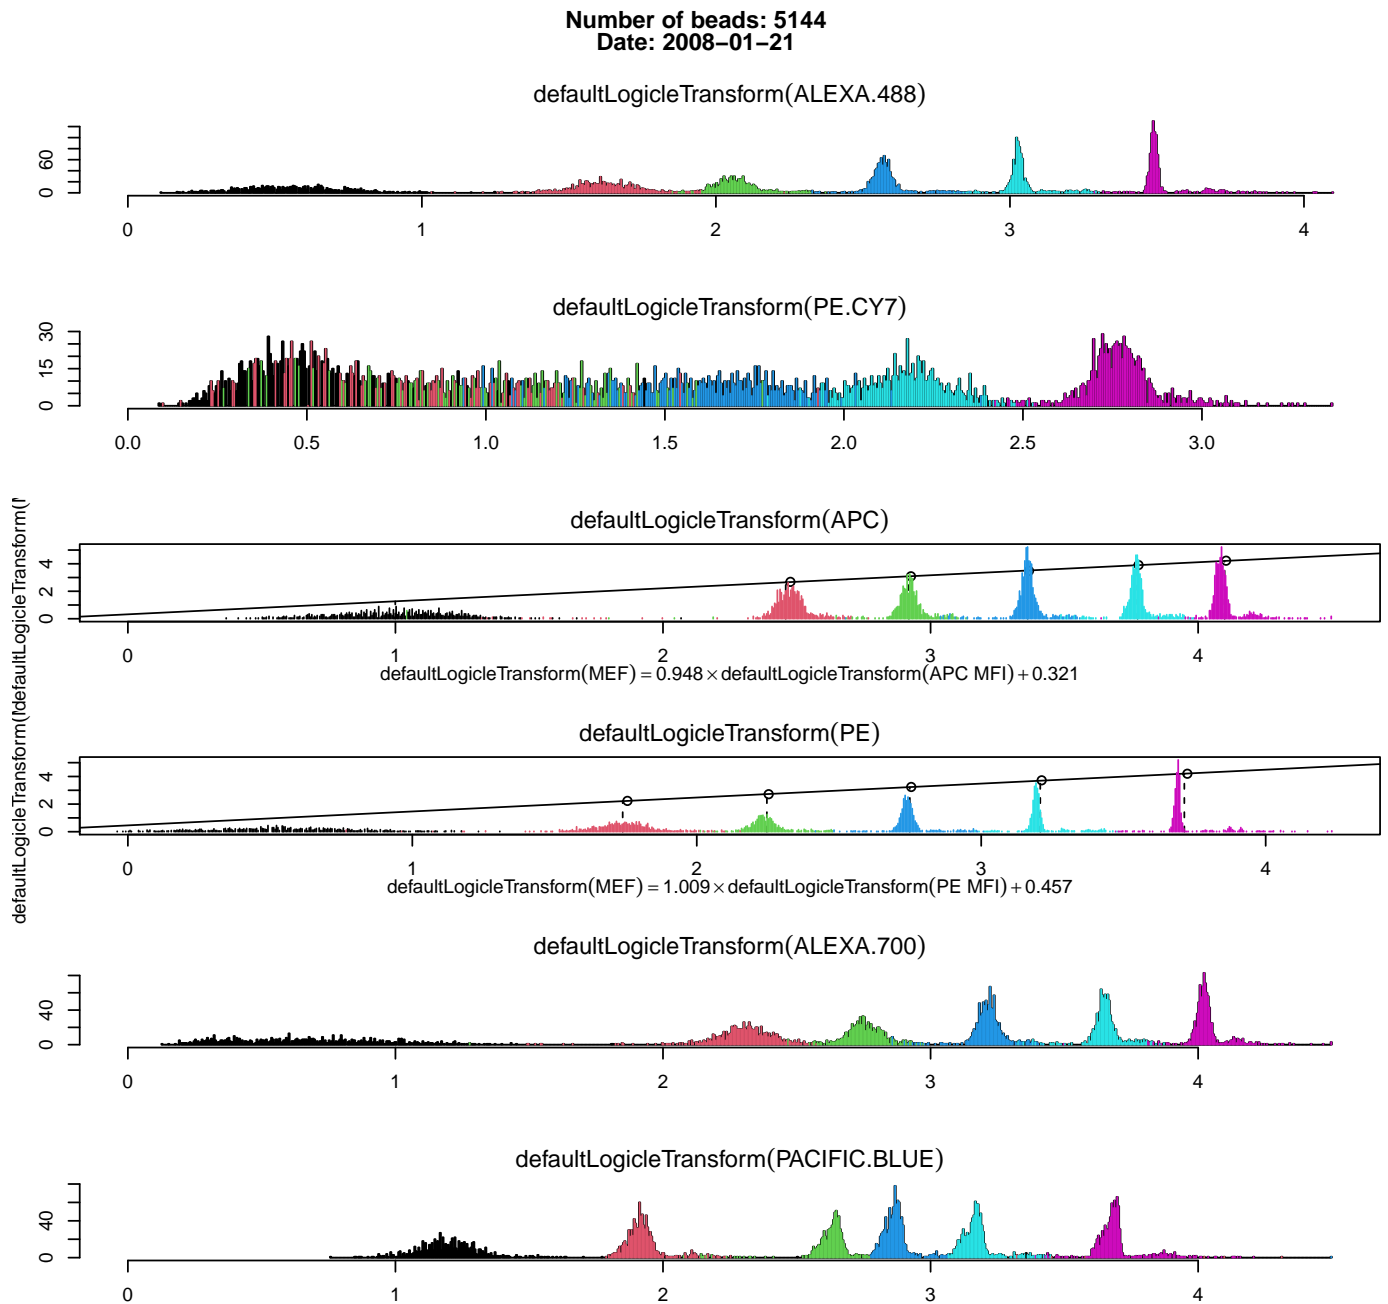 Number of beads: 5144
Date: 2008−01−21
defaultLogicleTransform(ALEXA.488)
0 60
0 1 2 3 4
defaultLogicleTransform(PE.CY7)
0 15 30
0.0 0.5 1.0 1.5 2.0 2.5 3.0
defaultLogicleTransform(APC)
0 2 4
0 1 2 3 4
defaultLogicleTransform(MEF) = 0.948 × defaultLogicleTransform(APC MFI) + 0.321
defaultLogicleTransform(
defaultLogicleTransform(PE)
0 2 4
0 1 2 3 4
defaultLogicleTransform(MEF) = 1.009 × defaultLogicleTransform(PE MFI) + 0.457
defaultLogicleTransform(
defaultLogicleTransform(ALEXA.700)
0 40
0 1 2 3 4
defaultLogicleTransform(PACIFIC.BLUE)
0 40
0 1 2 3 4